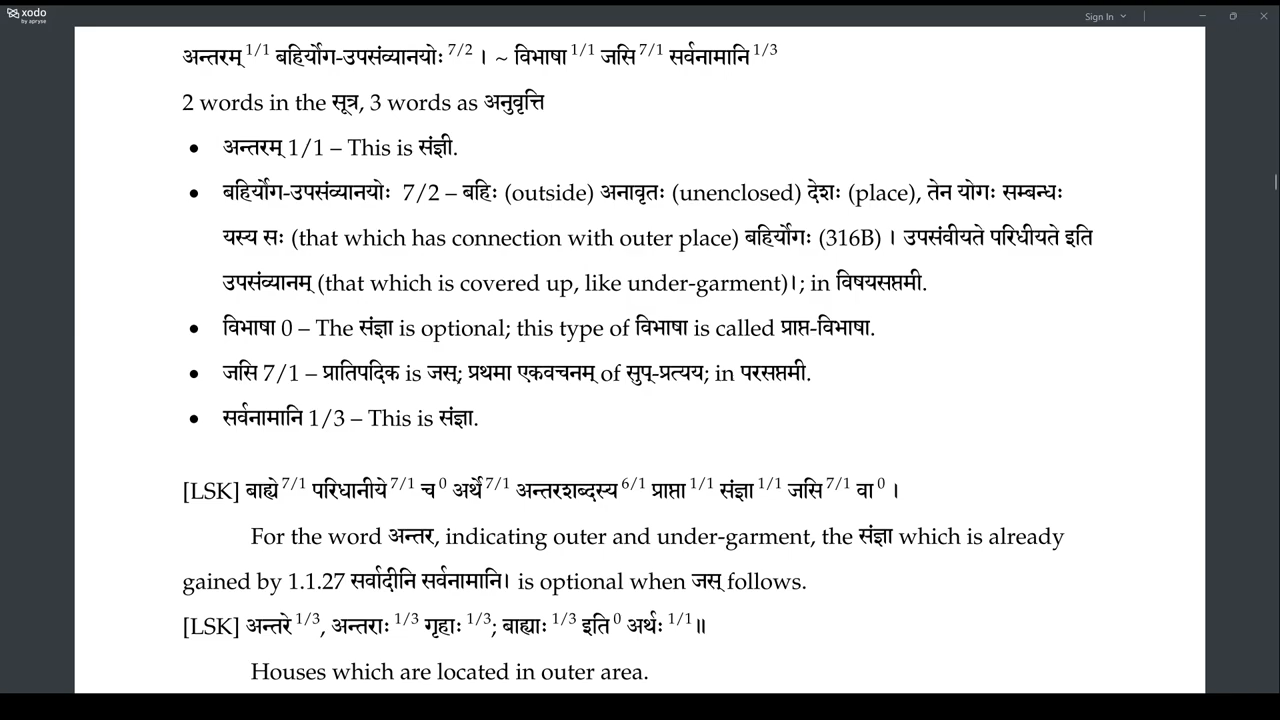 xodo
by apryse
Sign In
अन्तरम् 1/1 बहिर्योग-उपसंव्यानयोः 7/2 । ~ विभाषा 1/1 जसि 7/1 सर्वनामानि 1/3
2 words in the सूत्र, 3 words as अनुवृत्ति
• अन्तरम् 1/1 – This is संज्ञी.
• बहिर्योग-उपसंव्यानयोः 7/2 – बहिः (outside) अनावृतः (unenclosed) देशः (place), तेन योगः सम्बन्धः
यस्य सः (that which has connection with outer place) बहिर्योगः (316B) । उपसंवीयते परिधीयते इति
उपसंव्यानम् (that which is covered up, like under-garment)।; in विषयसप्तमी.
• विभाषा 0 – The संज्ञा is optional; this type of विभाषा is called प्राप्त-विभाषा.
• जसि 7/1 – प्रातिपदिक is जस्; प्रथमा एकवचनम् of सुप्-प्रत्यय; in परसप्तमी.
• सर्वनामानि 1/3 – This is संज्ञा.
[LSK] बाह्ये 7/1 परिधानीये 7/1 च 0 अर्थे 7/1 अन्तरशब्दस्य 6/1 प्राप्ता 1/1 संज्ञा 1/1 जसि 7/1 वा 0 ।
For the word अन्तर, indicating outer and under-garment, the संज्ञा which is already
gained by 1.1.27 सर्वादीनि सर्वनामानि। is optional when जस् follows.
[LSK] अन्तरे 1/3, अन्तराः 1/3 गृहाः 1/3; बाह्याः 1/3 इति 0 अर्थः 1/1॥
Houses which are located in outer area.